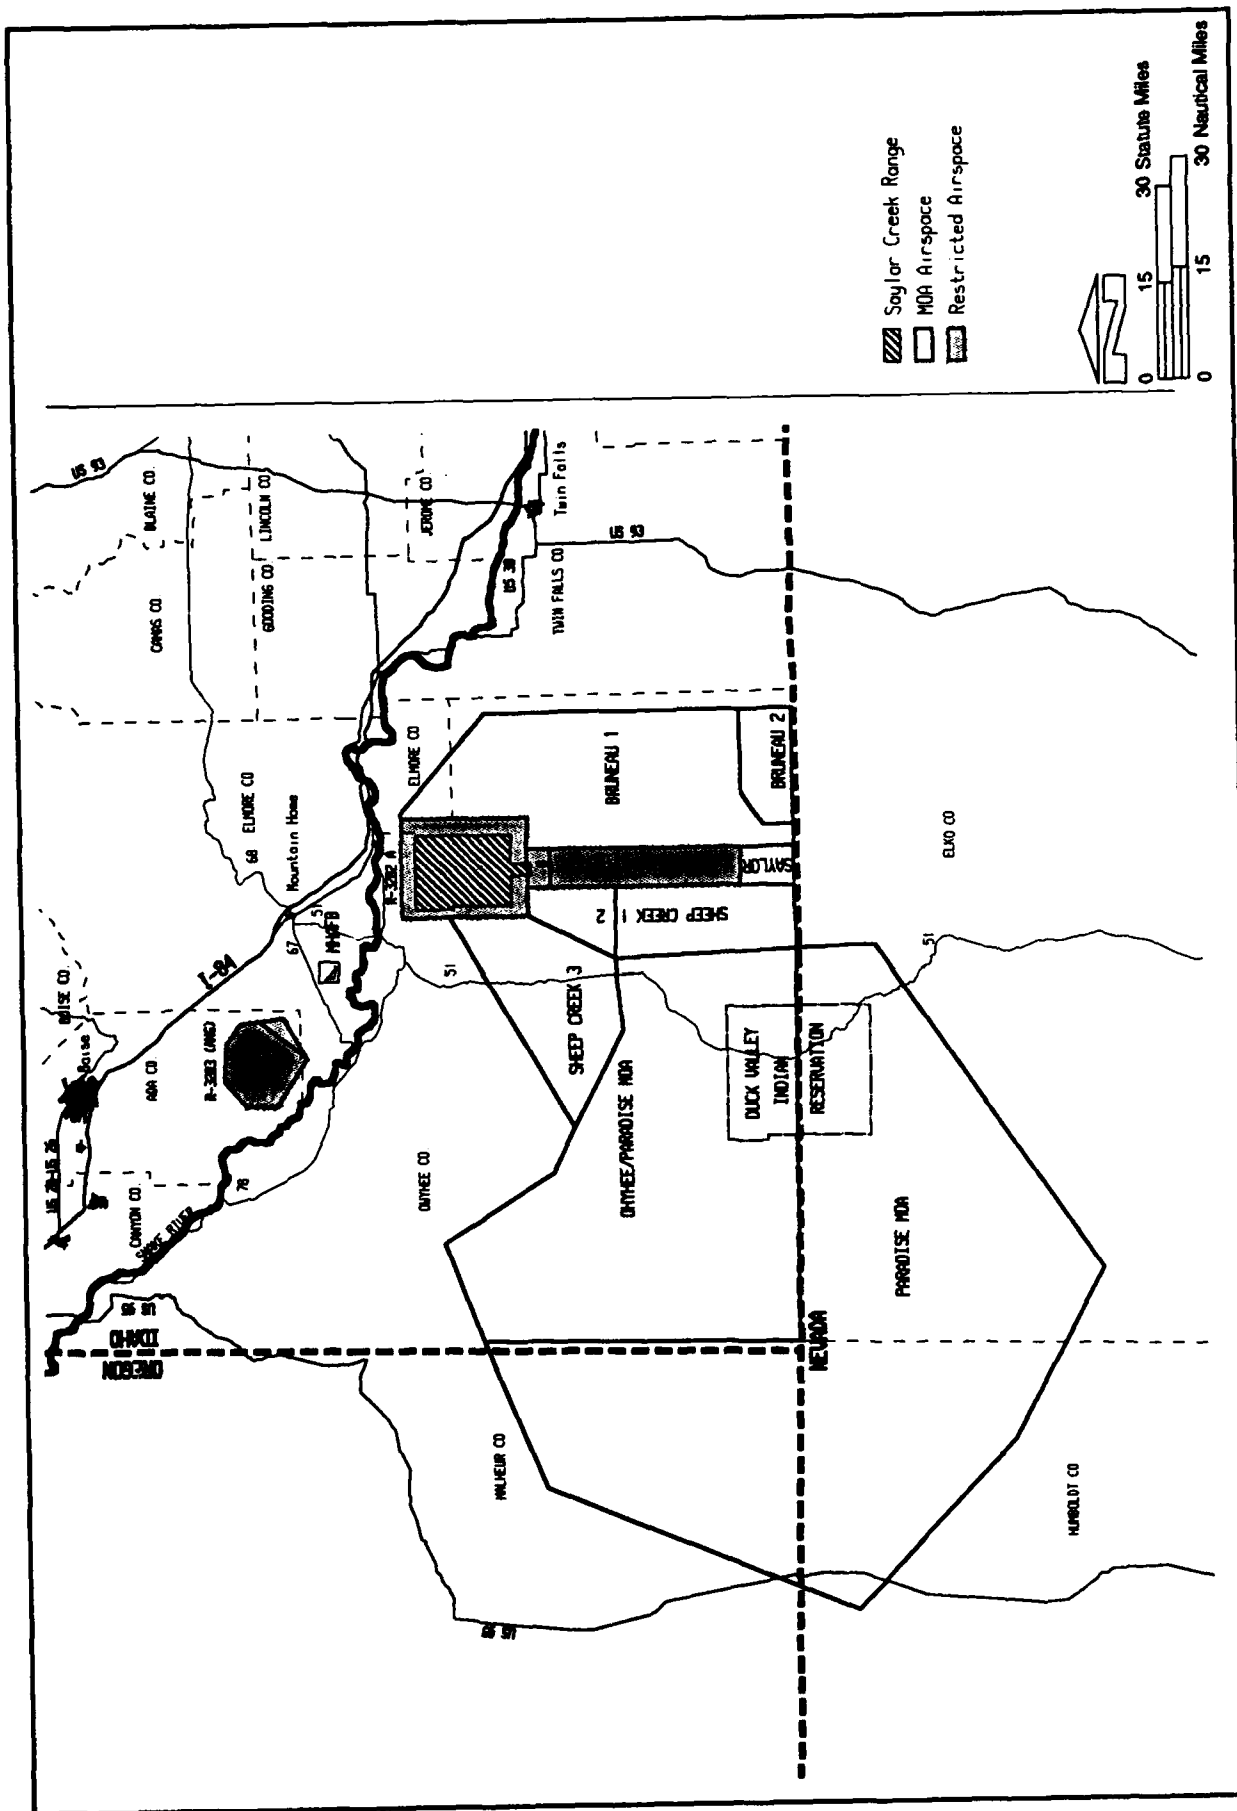 US 93
BLAINE CO.
LINCOLN CO
CAMAS CO
GOODING CO
JEROME CO
Twin Falls
US 30
US 93
TWIN FALLS CO
BOISE CO.
Boise
I-84
ADA CO.
CANYON CO.
SNAKE RIVER
US 95
IDAHO
OREGON
78
R-3203 (ANG)
67
51
MHAFB
Mountain Home
68
ELMORE CO
ELMORE CO
R-3202 A
51
OWYHEE CO
BRUNEAU 1
BRUNEAU 2
SAYLOR
SHEEP CREEK 1
2
SHEEP CREEK 3
OWYHEE/PARADISE MOA
DUCK VALLEY
INDIAN
RESERVATION
51
ELKO CO
PARADISE MOA
NEVADA
MALHEUR CO
US 95
HUMBOLDT CO
Saylor Creek Range
MOA Airspace
Restricted Airspace
N
0
15
30 Statute Miles
0
15
30 Nautical Miles